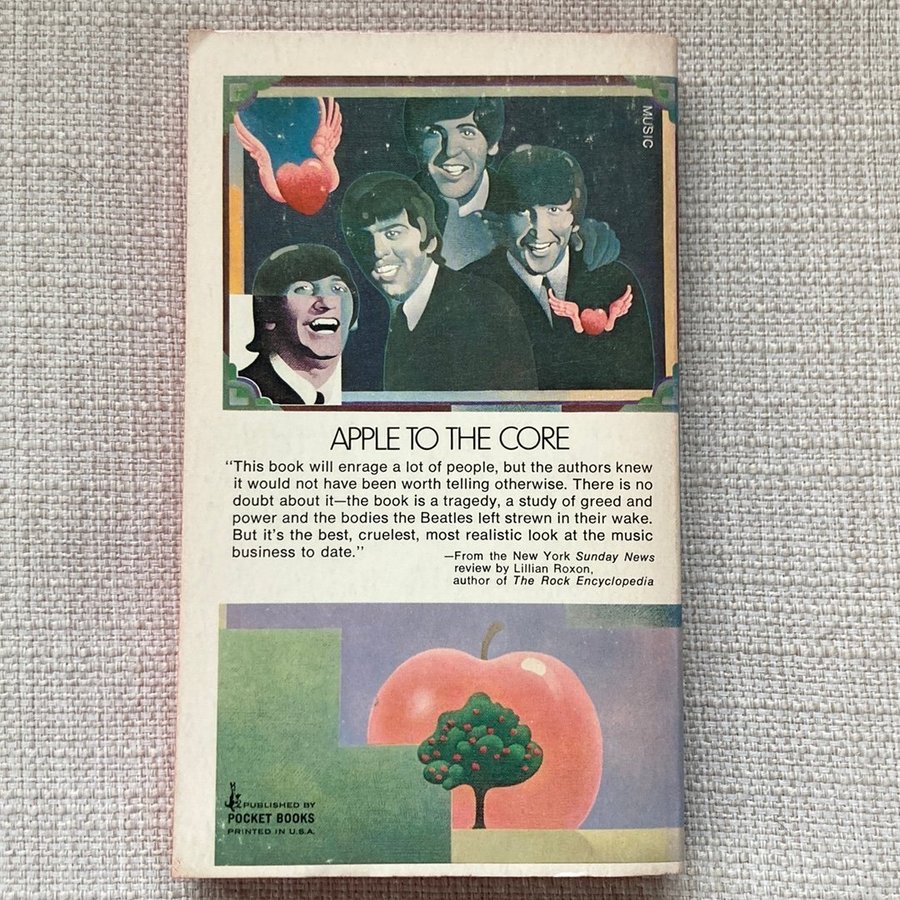 MUSIC
APPLE TO THE CORE
“This book will enrage a lot of people, but the authors knew
it would not have been worth telling otherwise. There is no
doubt about it—the book is a tragedy, a study of greed and
power and the bodies the Beatles left strewn in their wake.
But it's the best, cruelest, most realistic look at the music
business to date.”
—From the New York Sunday News
review by Lillian Roxon,
author of The Rock Encyclopedia
PUBLISHED BY
POCKET BOOKS
PRINTED IN U.S.A.